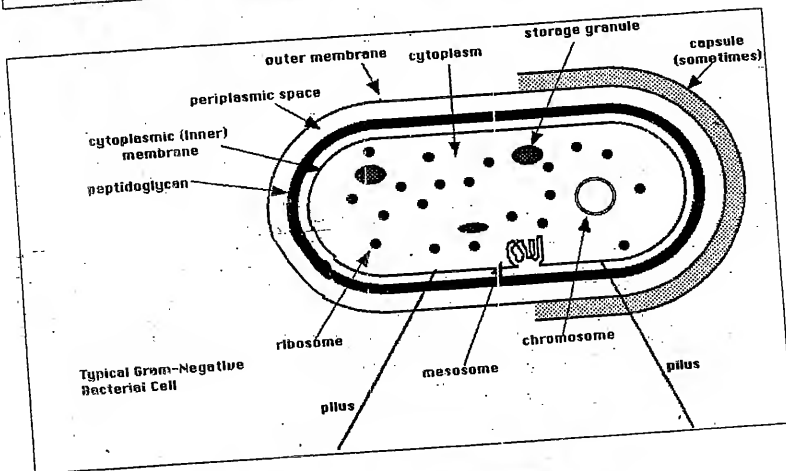 storage granule
outer membrane
cytoplasm
capsule
(sometimes)
periplasmic space
cytoplasmic (inner)
membrane
peptidoglycan
ribosome
mesosome
chromosome
pilus
pilus
Typical Gram-Negative
Bacterial Cell